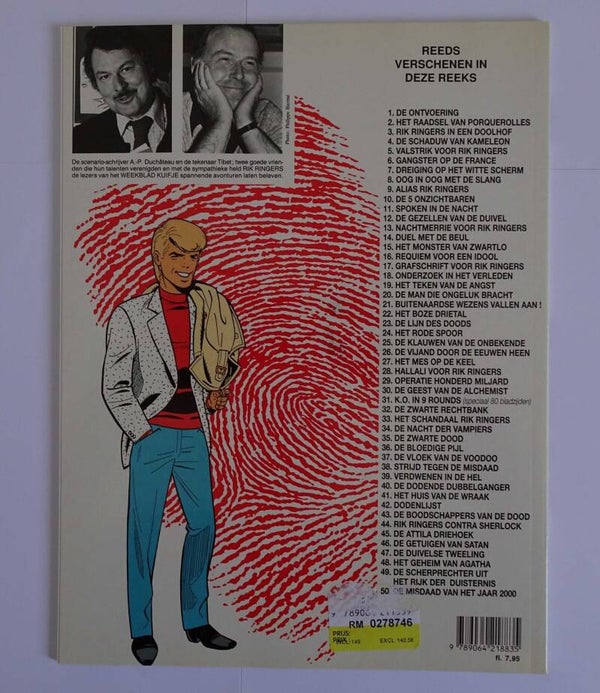 REEDS
VERSCHENEN IN
DEZE REEKS
Photo: Philippe Biermé
De scenario-schrijver A.-P. Duchâteau en de tekenaar Tibet; twee goede vrien-
den die hun talenten verenigden en met de sympathieke held RIK RINGERS
de lezers van het WEEKBLAD KUIFJE spannende avonturen laten beleven.
1. DE ONTVOERING
2. HET RAADSEL VAN PORQUEROLLES
3. RIK RINGERS IN EEN DOOLHOF
4. DE SCHADUW VAN KAMELEON
5. VALSTRIK VOOR RIK RINGERS
6. GANGSTER OP DE FRANCE
7. DREIGING OP HET WITTE SCHERM
8. OOG IN OOG MET DE SLANG
9. ALIAS RIK RINGERS
10. DE 5 ONZICHTBAREN
11. SPOKEN IN DE NACHT
12. DE GEZELLEN VAN DE DUIVEL
13. NACHTMERRIE VOOR RIK RINGERS
14. DUEL MET DE BEUL
15. HET MONSTER VAN ZWARTLO
16. REQUIEM VOOR EEN IDOOL
17. GRAFSCHRIFT VOOR RIK RINGERS
18. ONDERZOEK IN HET VERLEDEN
19. HET TEKEN VAN DE ANGST
20. DE MAN DIE ONGELUK BRACHT
21. BUITENAARDSE WEZENS VALLEN AAN !
22. HET BOZE DRIETAL
23. DE LIJN DES DOODS
24. HET RODE SPOOR
25. DE KLAUWEN VAN DE ONBEKENDE
26. DE VIJAND DOOR DE EEUWEN HEEN
27. HET MES OP DE KEEL
28. HALLALI VOOR RIK RINGERS
29. OPERATIE HONDERD MILJARD
30. DE GEEST VAN DE ALCHEMIST
31. K.O. IN 9 ROUNDS (speciaal 80 bladzijden)
32. DE ZWARTE RECHTBANK
33. HET SCHANDAAL RIK RINGERS
34. DE NACHT DER VAMPIERS
35. DE ZWARTE DOOD
36. DE BLOEDIGE PIJL
37. DE VLOEK VAN DE VOODOO
38. STRIJD TEGEN DE MISDAAD
39. VERDWENEN IN DE HEL
40. DE DODENDE DUBBELGANGER
41. HET HUIS VAN DE WRAAK
42. DODENLIJST
43. DE BOODSCHAPPERS VAN DE DOOD
44. RIK RINGERS CONTRA SHERLOCK
45. DE ATTILA DRIEHOEK
46. DE GETUIGEN VAN SATAN
47. DE DUIVELSE TWEELING
48. HET GEHEIM VAN AGATHA
49. DE SCHERPRECHTER UIT
HET RIJK DER DUISTERNIS
50 DE MISDAAD VAN HET JAAR 2000
RM 0278746
PRIJS:
149
EXCL 140.56
9 789064 218835
fl. 7,95